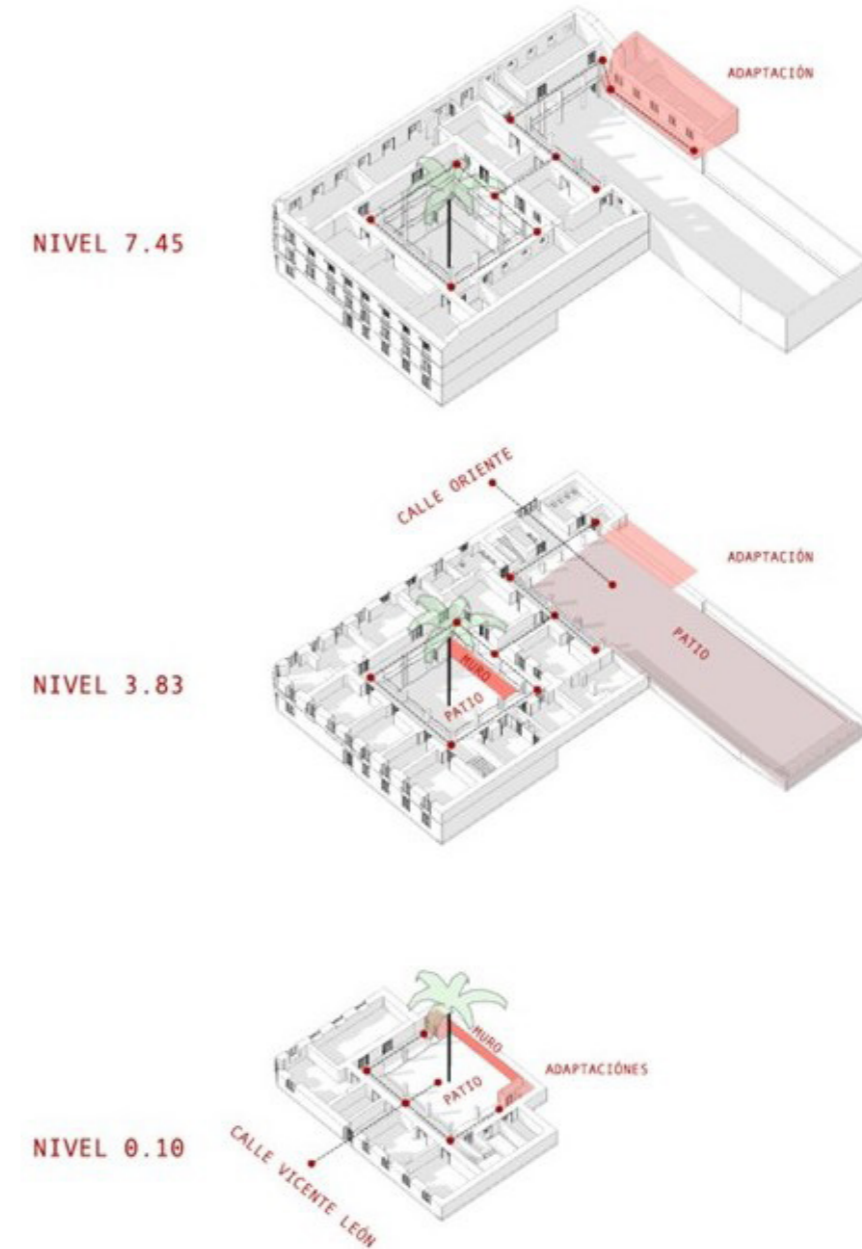 ADAPTACIÓN
NIVEL 7.45
CALLE ORIENTE
ADAPTACIÓN
PATIO
MURO
NIVEL 3.83
PATIO
MURO
ADAPTACIÓNES
PATIO
NIVEL 0.10
CALLE VICENTE LEÓN